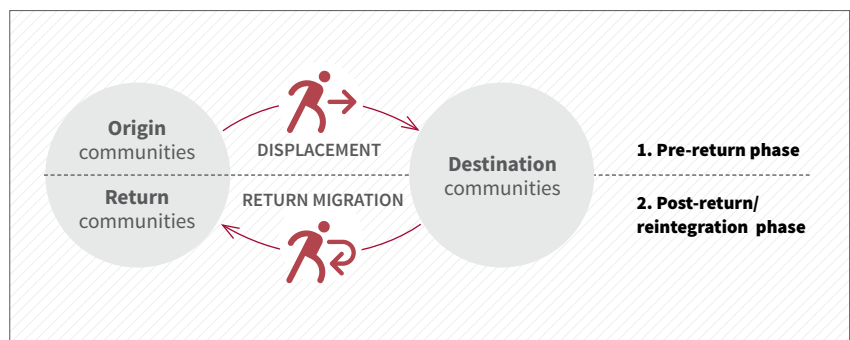 Origin
communities
DISPLACEMENT
Return
communities
RETURN MIGRATION
Destination
communities
1. Pre-return phase
2. Post-return/
reintegration phase